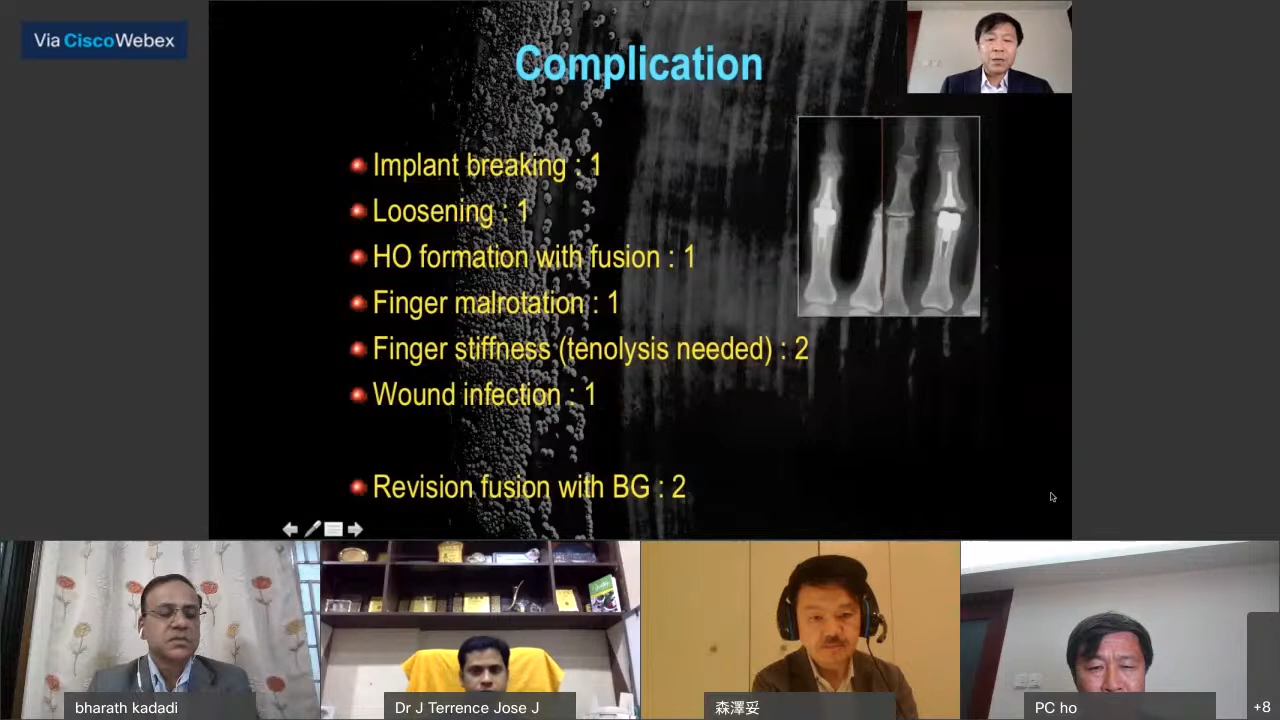 Via Cisco Webex
Complication
Implant breaking : 1
Loosening : 1
HO formation with fusion : 1
Finger malrotation : 1
Finger stiffness (tenolysis needed) : 2
Wound infection : 1
Revision fusion with BG : 2
bharath kadadi
Dr J Terrence Jose J
森澤妥
PC ho
+8